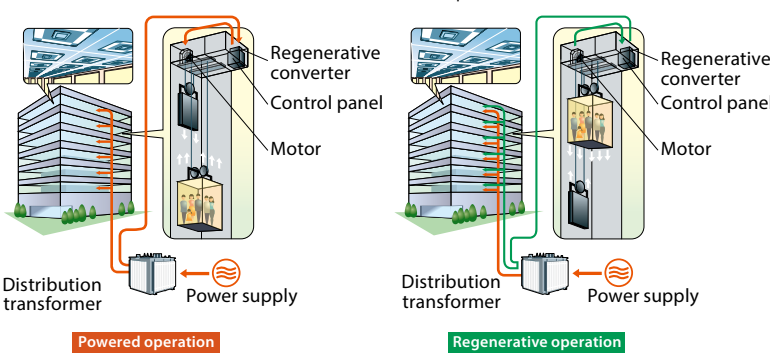 Regenerative
converter
Control panel
Motor
Distribution
transformer
Power supply
Powered operation
Regenerative
converter
Control panel
Motor
Distribution
transformer
Power supply
Regenerative operation